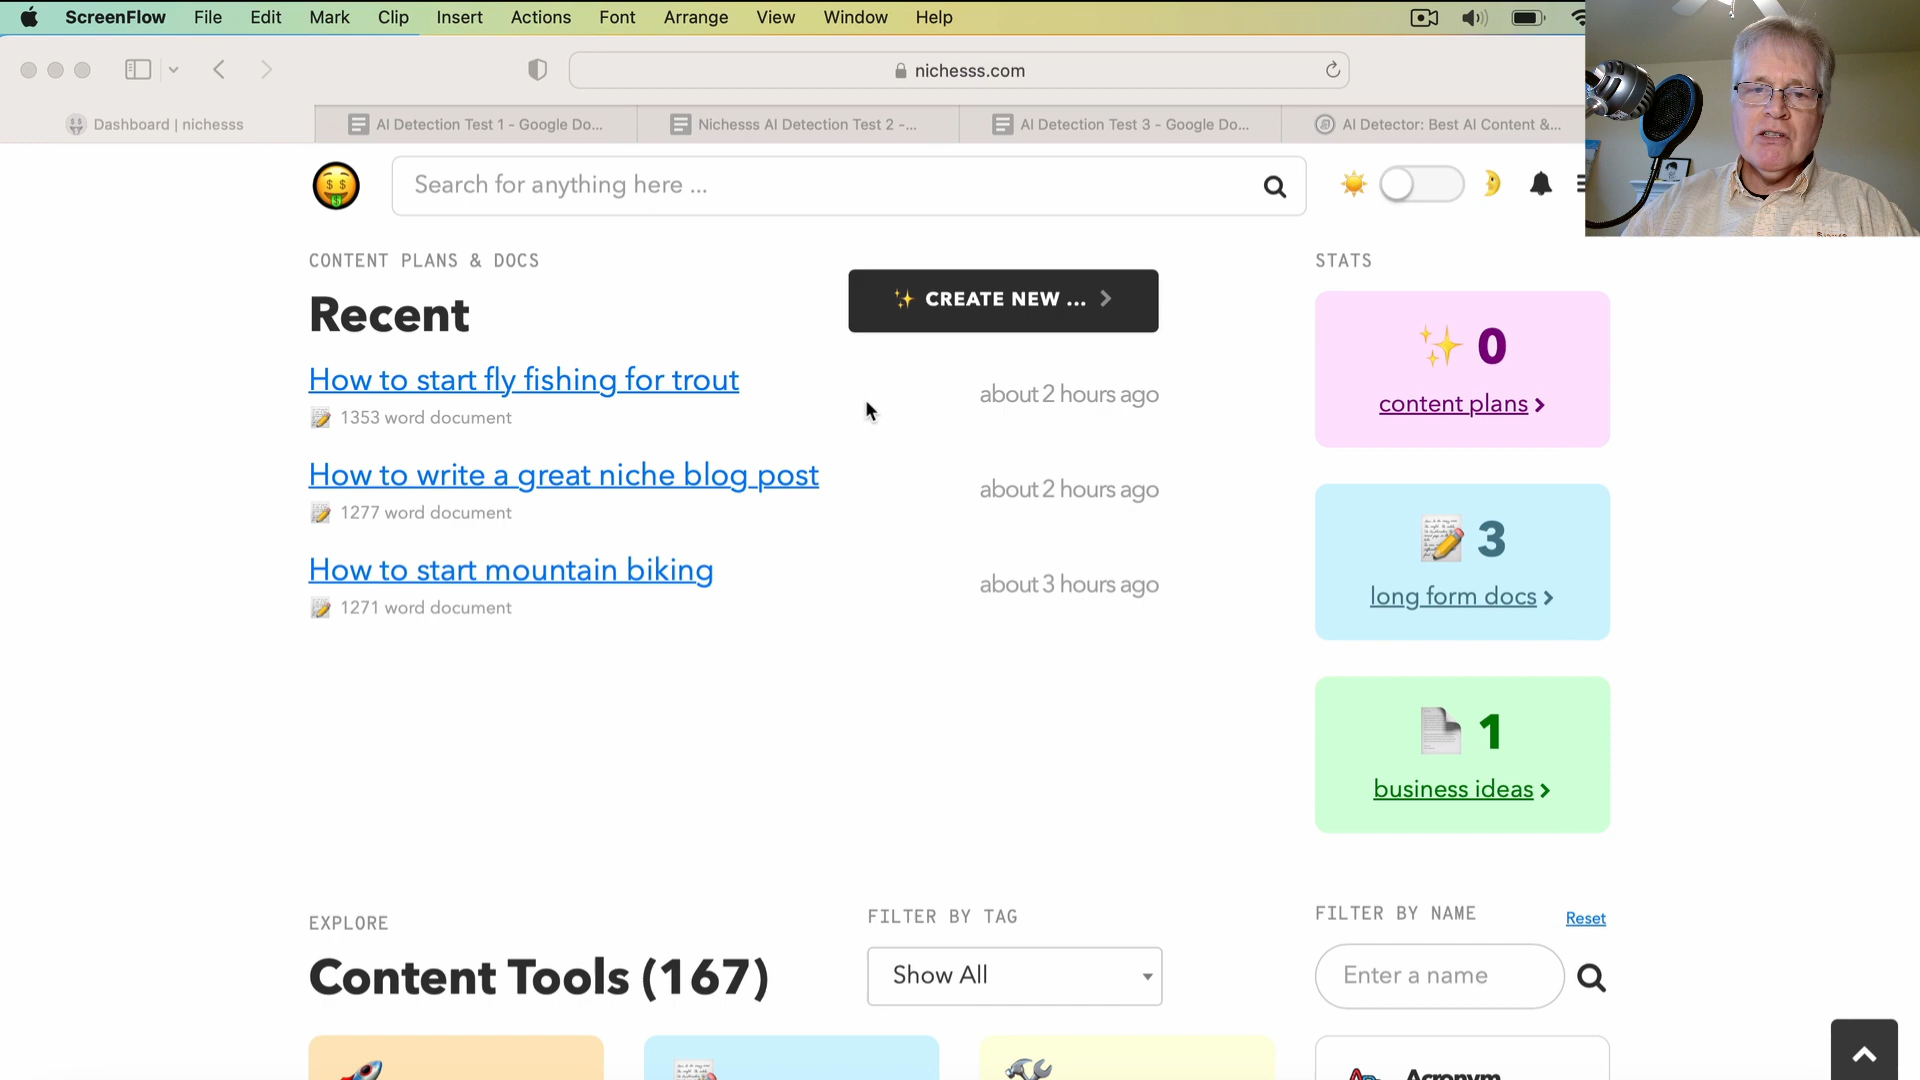 ScreenFlow File Edit Mark Clip Insert Actions Font Arrange View Window Help
nichesss.com
Dashboard | nichesss
AI Detection Test 1 - Google Do...
Nichesss AI Detection Test 2 -...
AI Detection Test 3 - Google Do...
AI Detector: Best AI Content &...
Search for anything here ...
CONTENT PLANS & DOCS
Recent
CREATE NEW ...
How to start fly fishing for trout
1353 word document
about 2 hours ago
How to write a great niche blog post
1277 word document
about 2 hours ago
How to start mountain biking
1271 word document
about 3 hours ago
STATS
0
content plans
3
long form docs
1
business ideas
EXPLORE
Content Tools (167)
FILTER BY TAG
Show All
FILTER BY NAME
Reset
Enter a name
Acronym